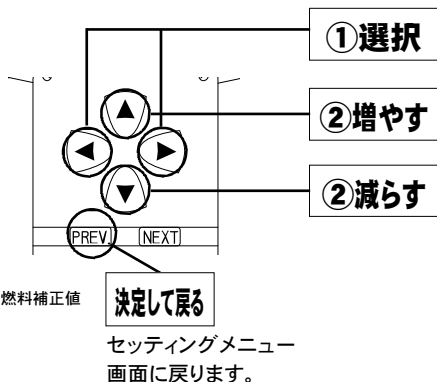 ①選択
②増やす
②減らす
PREV. NEXT
燃料補正値
決定して戻る
セッティングメニュー
画面に戻ります。